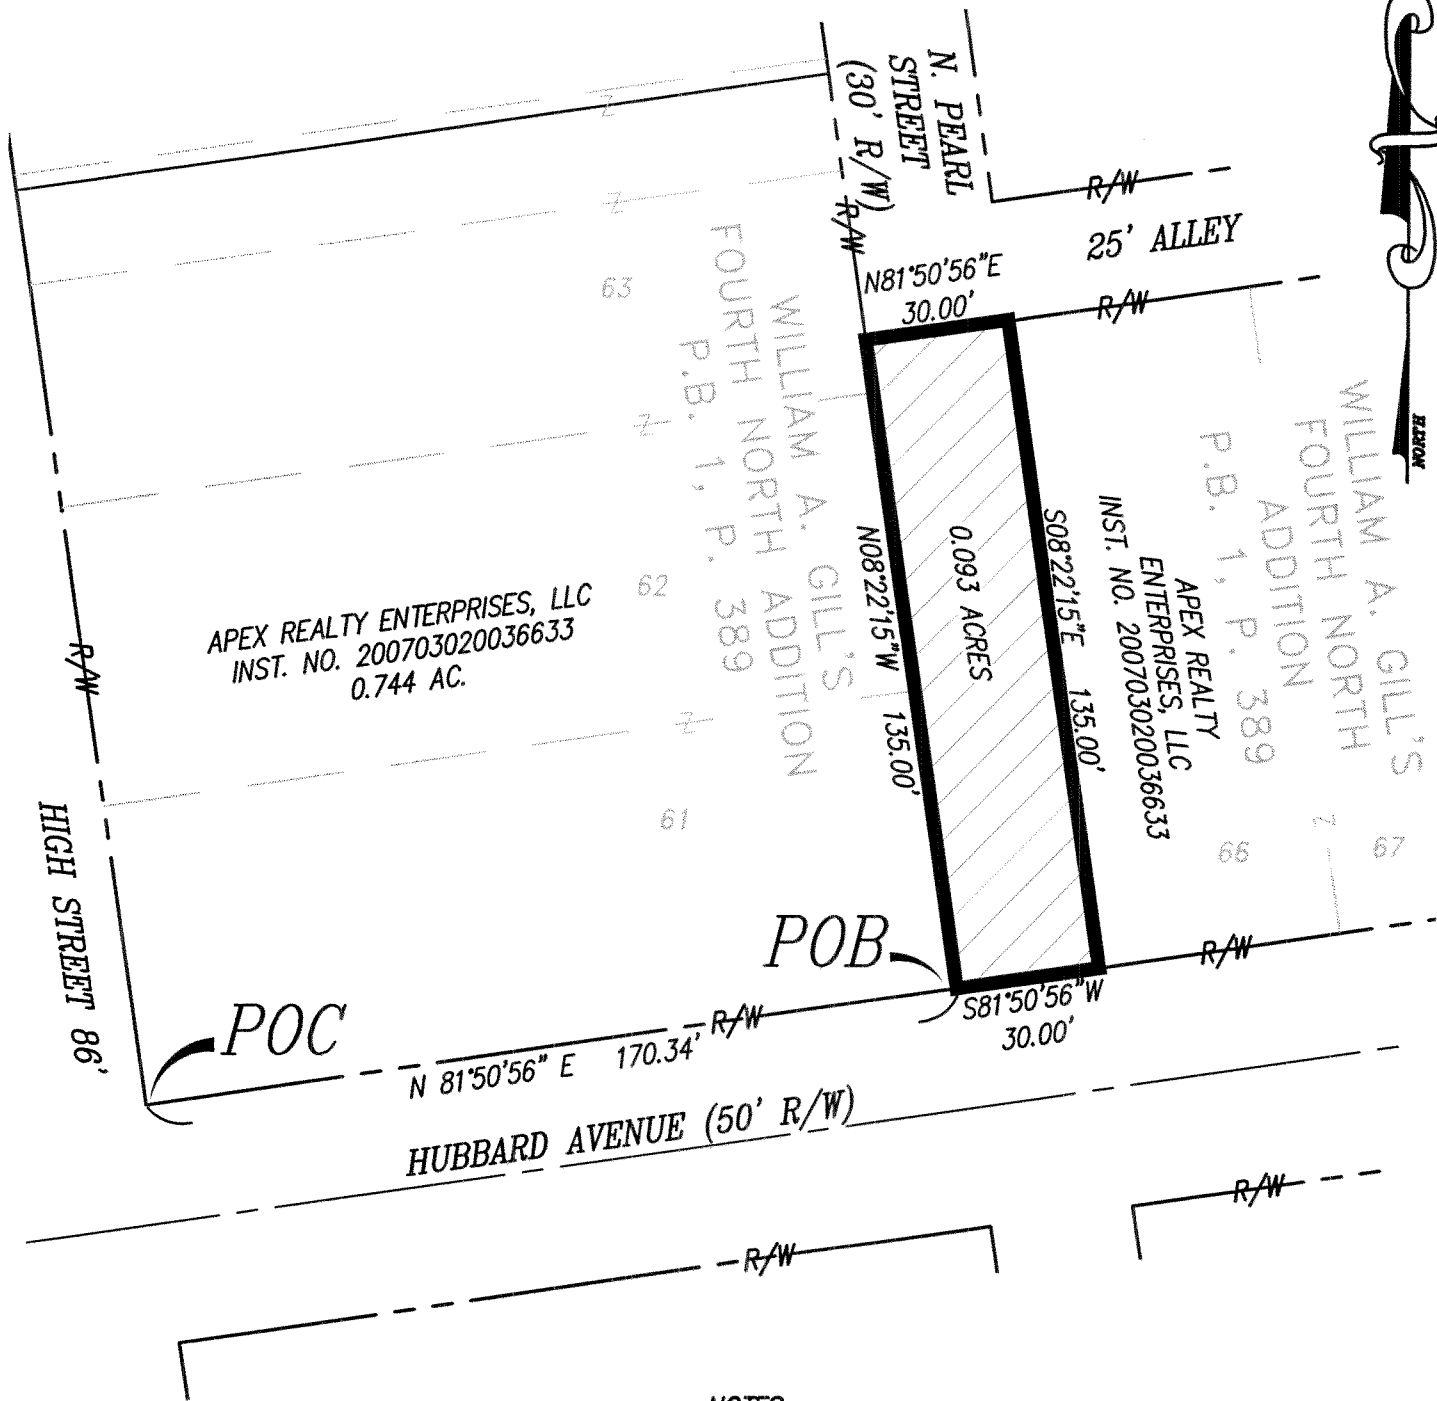 N. PEARL
STREET
(30' R/W)
R/W
R/W
25' ALLEY
R/W
N81°50'56"E
30.00'
NORTH
63
WILLIAM A. GILL'S
FOURTH NORTH ADDITION
P.B. 1, P. 389
WILLIAM A. GILL'S
FOURTH NORTH
ADDITION
P.B. 1, P. 389
N08°22'15"W 135.00'
0.093 ACRES
S08°22'15"E 135.00'
APEX REALTY
ENTERPRISES, LLC
INST. NO. 200703020036633
62
APEX REALTY ENTERPRISES, LLC
INST. NO. 200703020036633
0.744 AC.
R/W
61
66
67
HIGH STREET 86'
POB
R/W
POC
R/W
S81°50'56"W
30.00'
N 81°50'56" E 170.34'
HUBBARD AVENUE (50' R/W)
R/W
R/W
Z
Z
Z
Z
Z